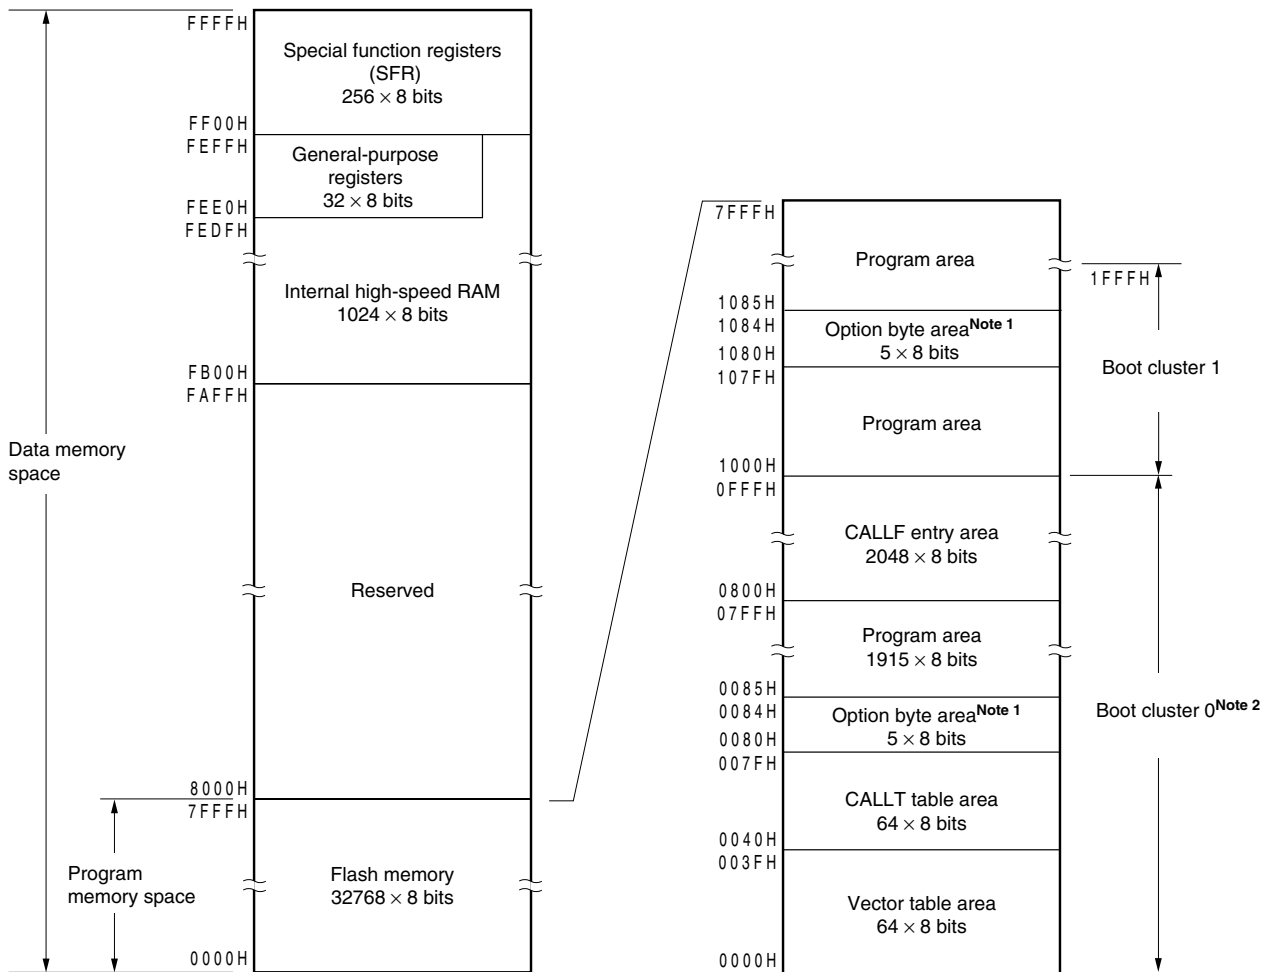 FFFFH
Special function registers
(SFR)
256 × 8 bits
FF00H
FEFFH
General-purpose
registers
32 × 8 bits
FEE0H
FEDFH
Internal high-speed RAM
1024 × 8 bits
FB00H
FAFFH
Data memory
space
Reserved
8000H
7FFFH
Program
memory space
Flash memory
32768 × 8 bits
0000H
7FFFH
Program area
1FFFH
1085H
1084H
Option byte area Note 1
5 × 8 bits
1080H
107FH
Boot cluster 1
Program area
1000H
0FFFH
CALLF entry area
2048 × 8 bits
0800H
07FFH
Program area
1915 × 8 bits
0085H
0084H
Option byte area Note 1
5 × 8 bits
Boot cluster 0 Note 2
0080H
007FH
CALLT table area
64 × 8 bits
0040H
003FH
Vector table area
64 × 8 bits
0000H